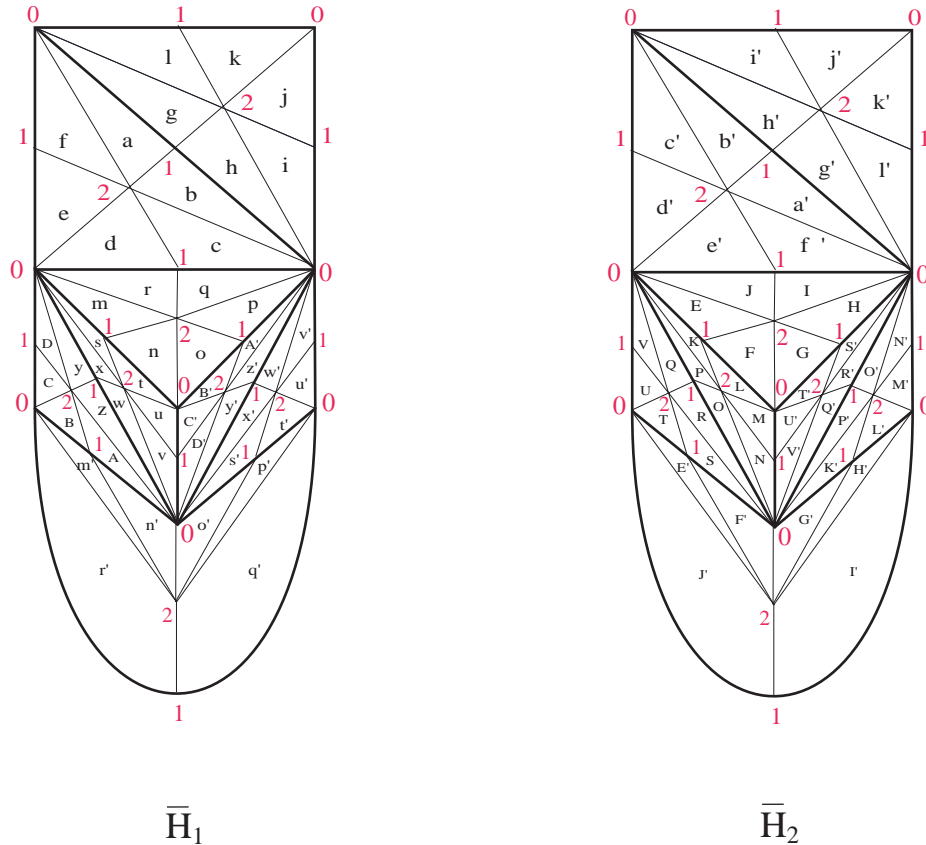 0 1 0 0 1 0
l k i' j'
2 j 2 k'
g h'
1 f a 1 1 c' b' 1
1 h i 1 g' l'
2 b 2 a'
e d'
d c e' f '
0 1 0 0 1 0
m r q p E J I H
1 s n 2 o 1 A' v' 1 K F 2 G 1 S' N'
1 D 1 1 V 1
y x t 2 z' w' Q P 2 L R' O'
C 1 2 0 B' 1 u' U 1 0 T' 2 1 M'
0 2 z w u C' y' x' 2 0 0 2 R O M U' Q' P' 2 0
B D' t' T V' L'
m' 1 A v 1 s' 1 p' E' 1 S N 1 K' 1 H'
n' 0 o' F' 0 G'
r' q' J' I'
2 2
1 1
H̅1 H̅2